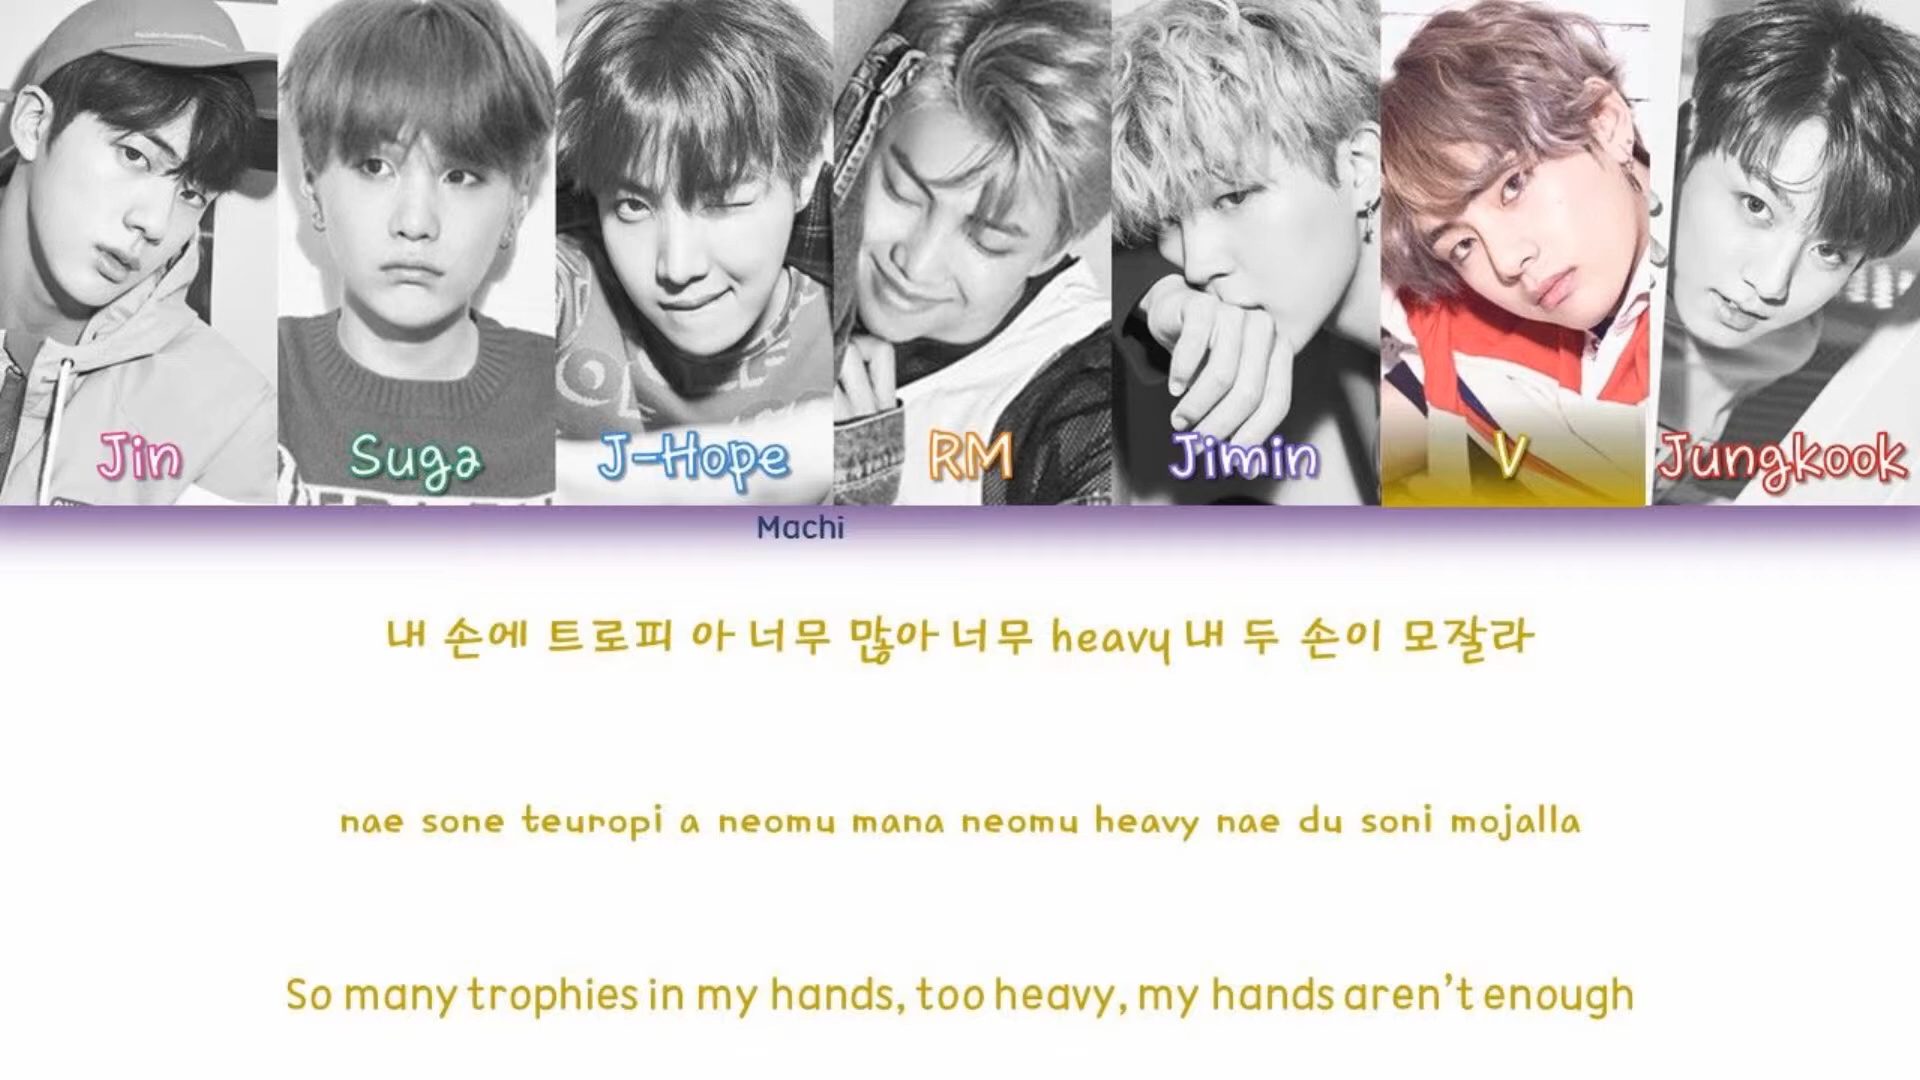 Jin Suga J-Hope RM Jimin V Jungkook
Machi
내 손에 트로피 아 너무 많아 너무 heavy 내 두 손이 모잘라
nae sone teuropi a neomu mana neomu heavy nae du soni mojalla
So many trophies in my hands, too heavy, my hands aren't enough